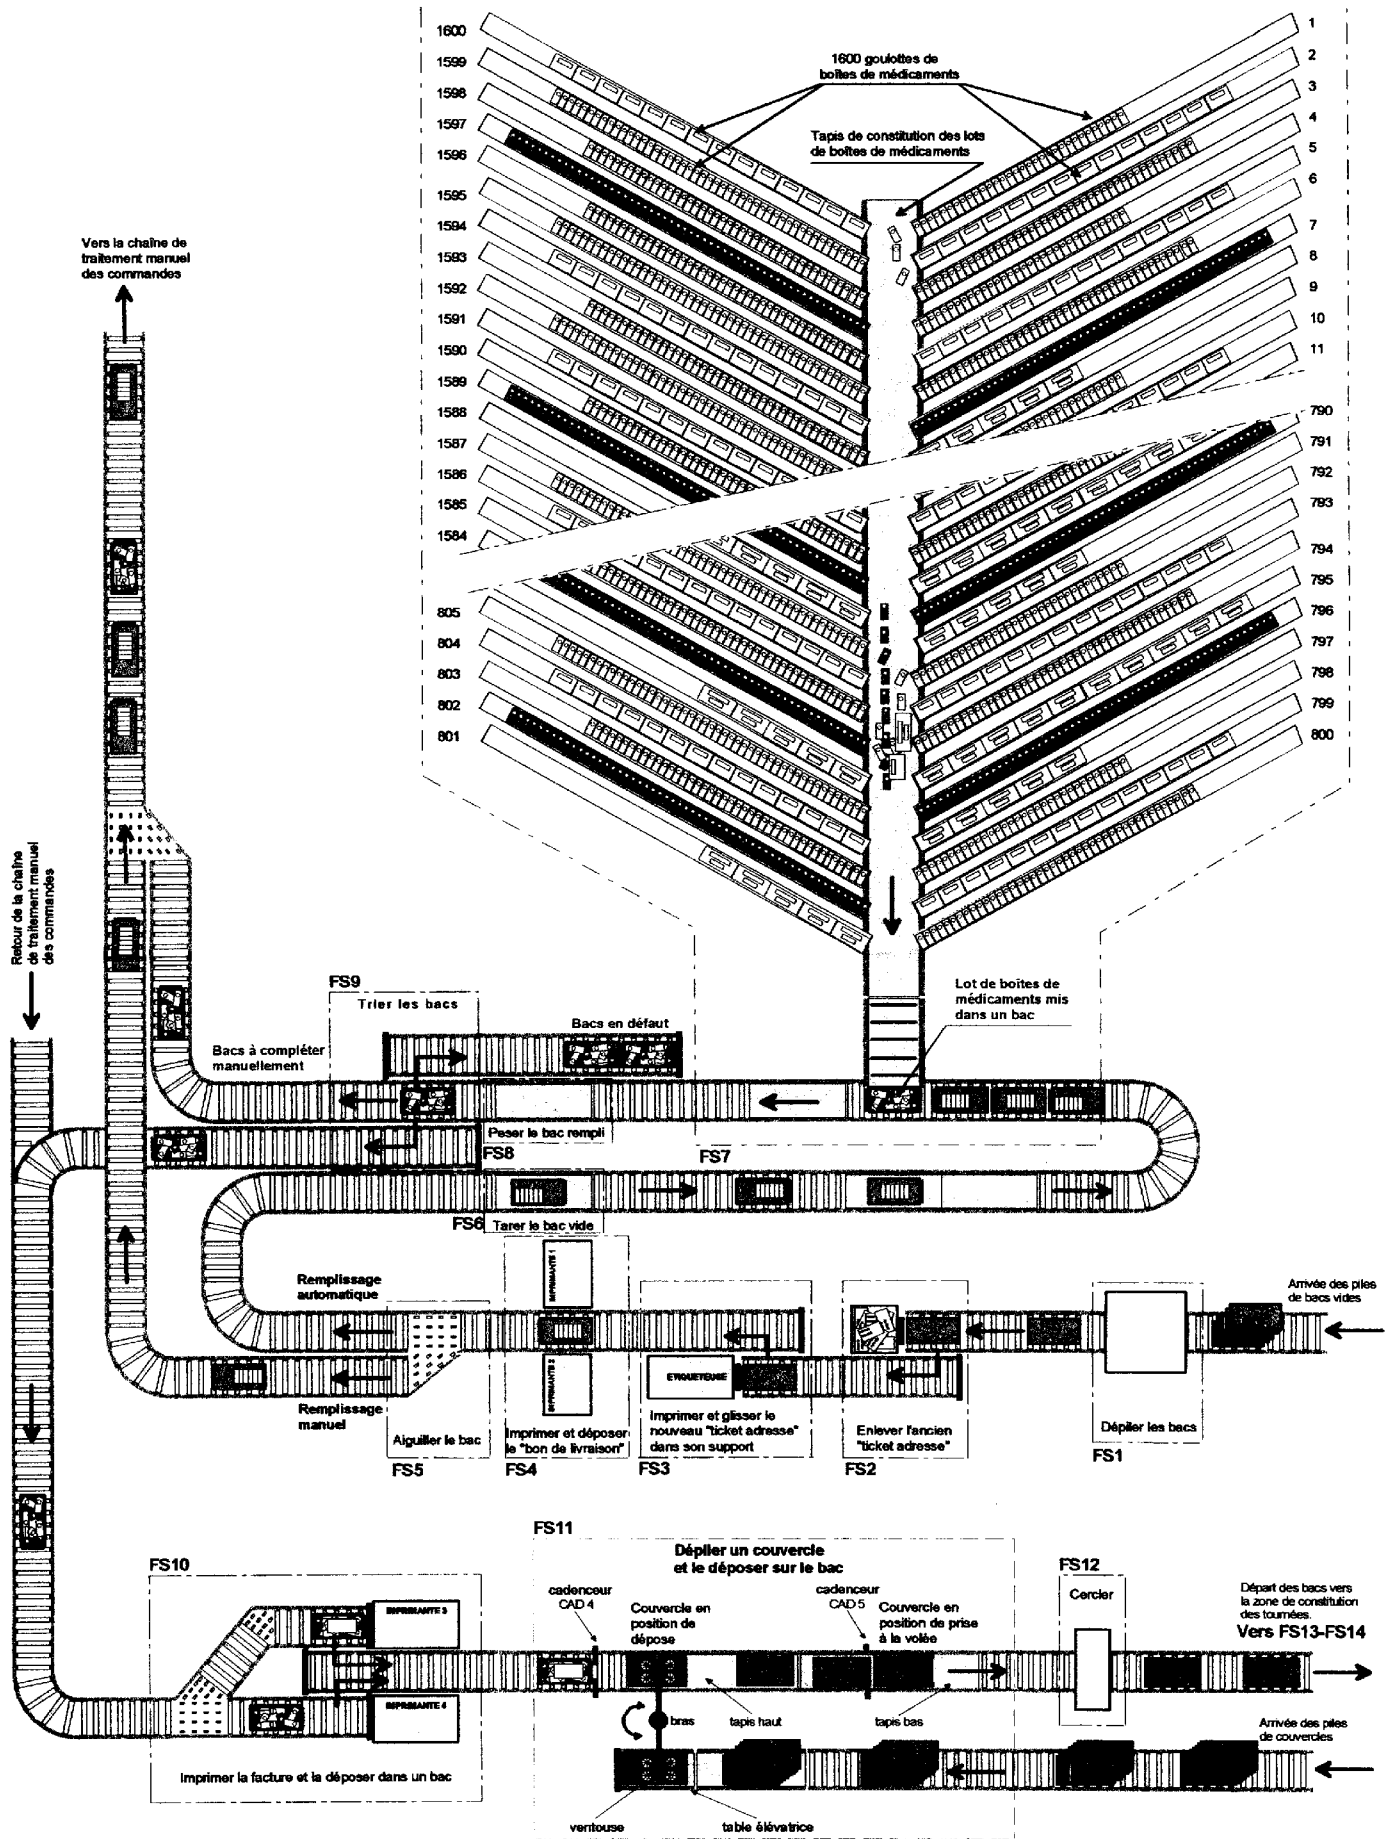 1600
1599
1598
1597
1596
1595
1594
1593
1592
1591
1590
1589
1588
1587
1586
1585
1584
805
804
803
802
801
1
2
3
4
5
6
7
8
9
10
11
790
791
792
793
794
795
796
797
798
799
800
1600 goulottes de
boîtes de médicaments
Tapis de constitution des lots
de boîtes de médicaments
Vers la chaîne de
traitement manuel
des commandes
Retour de la chaîne
de traitement manuel
des commandes
FS9
Trier les bacs
Bacs en défaut
Lot de boîtes de
médicaments mis
dans un bac
Bacs à compléter
manuellement
Peser le bac rempli
FS8
FS7
FS6
Tarer le bac vide
Remplissage
automatique
IMPRIMANTE 1
IMPRIMANTE 2
ETIQUETEUSE
Arrivée des piles
de bacs vides
Remplissage
manuel
Aiguiller le bac
Imprimer et déposer
le "bon de livraison"
Imprimer et glisser le
nouveau "ticket adresse"
dans son support
Enlever l'ancien
"ticket adresse"
Dépiler les bacs
FS5
FS4
FS3
FS2
FS1
FS11
Dépiler un couvercle
et le déposer sur le bac
FS10
FS12
cadenceur
CAD 4
Couvercle en
position de
dépose
cadenceur
CAD 5
Couvercle en
position de prise
à la volée
Cercler
Départ des bacs vers
la zone de constitution
des tournées.
Vers FS13-FS14
IMPRIMANTE 3
IMPRIMANTE 4
bras
tapis haut
tapis bas
Arrivée des piles
de couvercles
Imprimer la facture et la déposer dans un bac
ventouse
table élévatrice